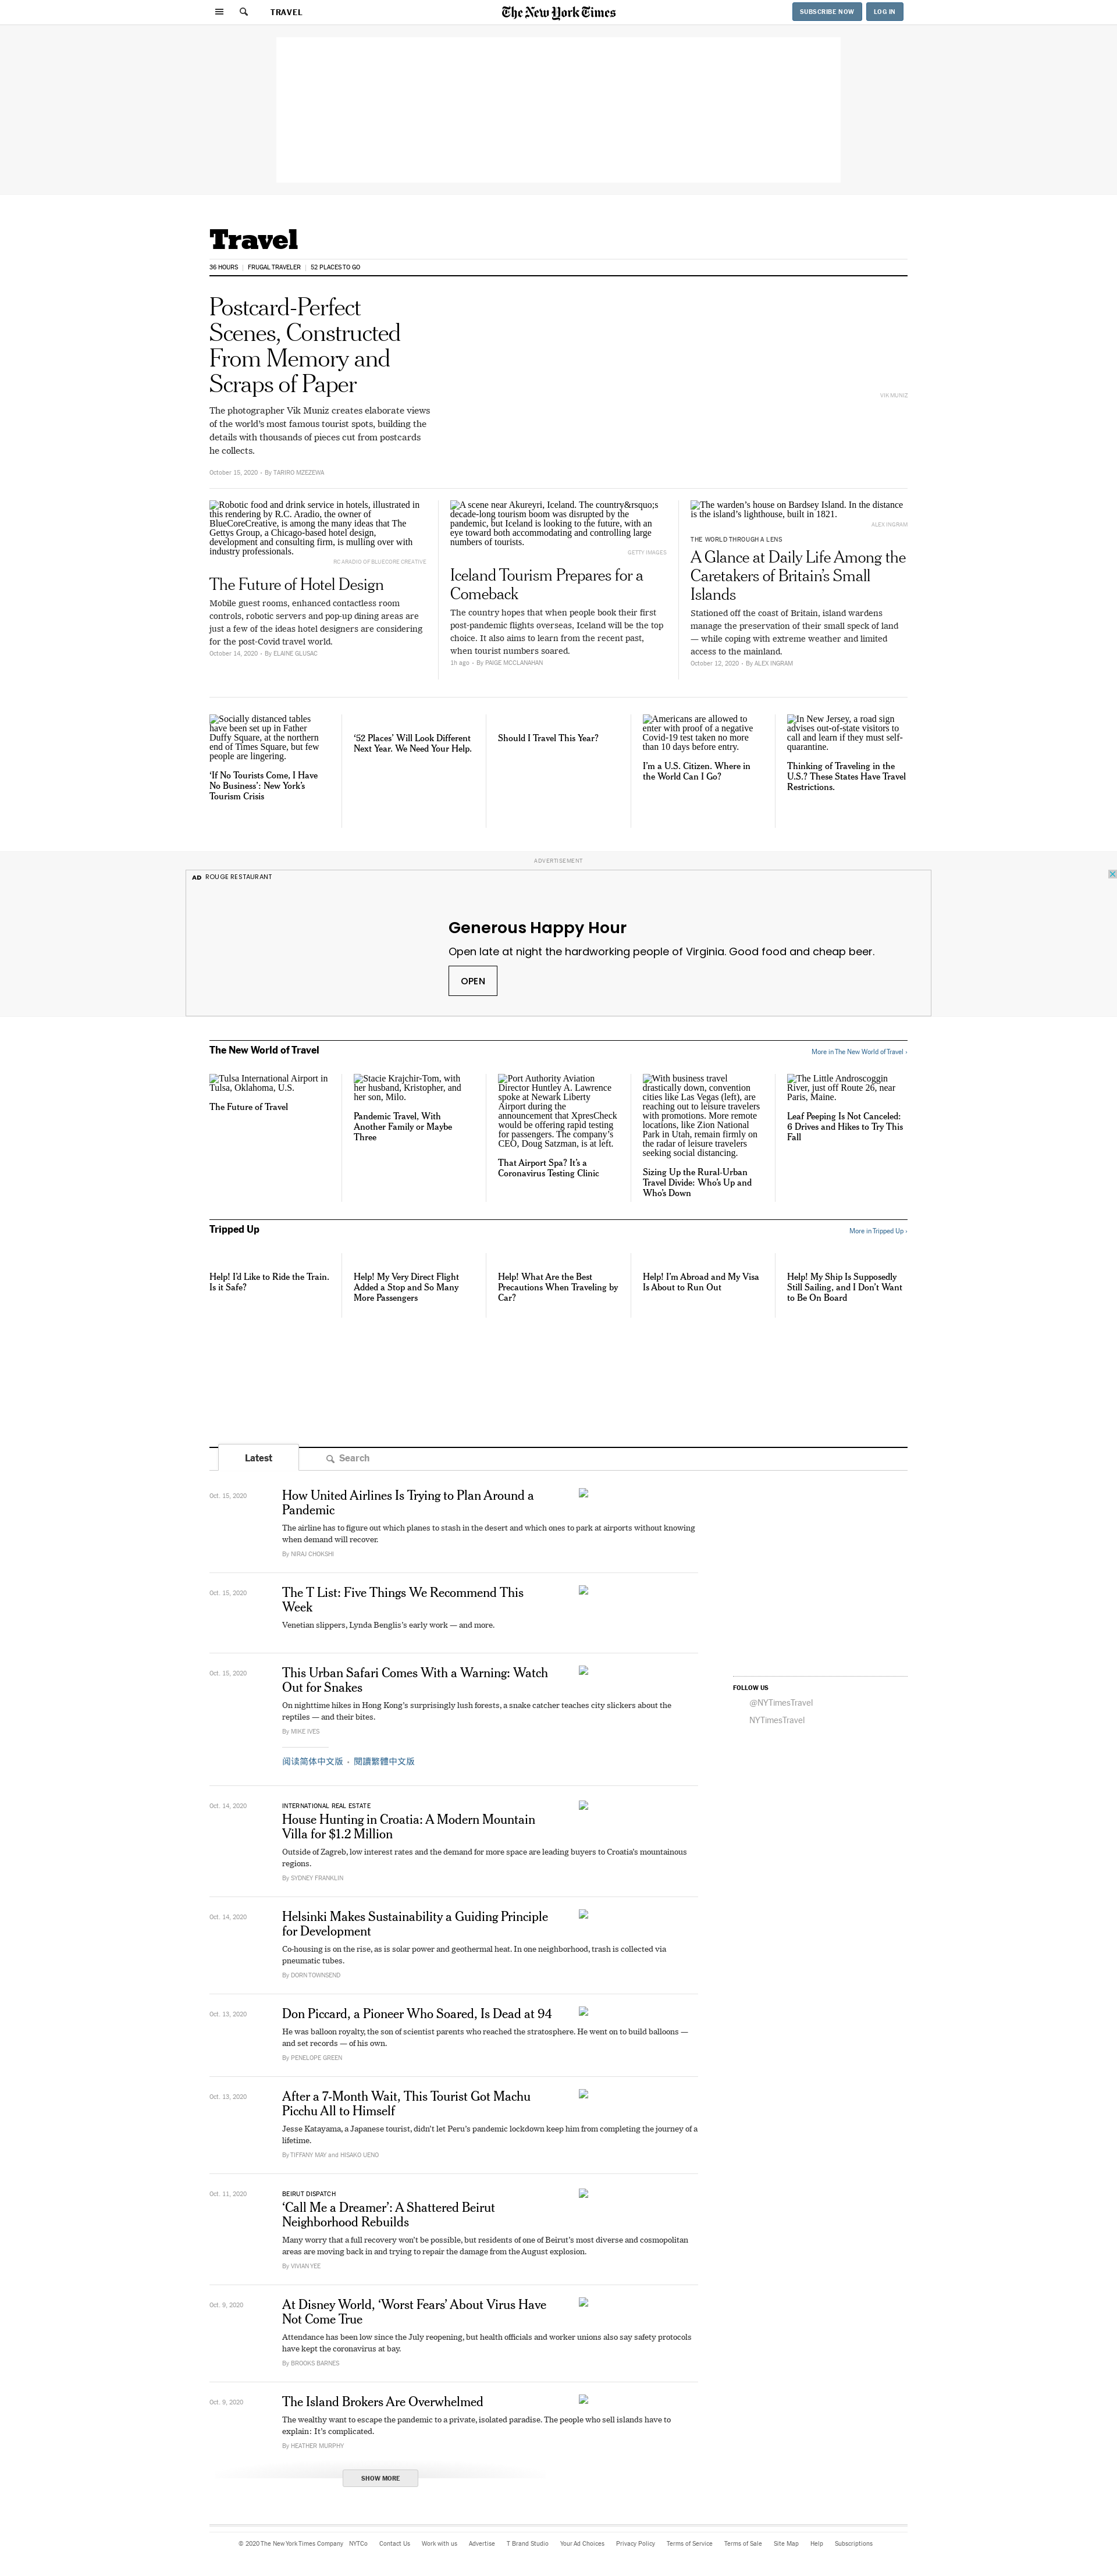 TRAVEL
The New York Times
SUBSCRIBE NOW
LOG IN
Travel
36 HOURS
FRUGAL TRAVELER
52 PLACES TO GO
Postcard-Perfect
Scenes, Constructed
From Memory and
Scraps of Paper
The photographer Vik Muniz creates elaborate views
of the world's most famous tourist spots, building the
details with thousands of pieces cut from postcards
he collects.
October 15, 2020 • By TARIRO MZEZEWA
VIK MUNIZ
Robotic food and drink service in hotels, illustrated in
this rendering by R.C. Aradio, the owner of
BlueCoreCreative, is among the many ideas that The
Gettys Group, a Chicago-based hotel design,
development and consulting firm, is mulling over with
industry professionals.
RC ARADIO OF BLUECORE CREATIVE
The Future of Hotel Design
Mobile guest rooms, enhanced contactless room
controls, robotic servers and pop-up dining areas are
just a few of the ideas hotel designers are considering
for the post-Covid travel world.
October 14, 2020 • By ELAINE GLUSAC
A scene near Akureyri, Iceland. The country&rsquo;s
decade-long tourism boom was disrupted by the
pandemic, but Iceland is looking to the future, with an
eye toward both accommodating and controlling large
numbers of tourists.
GETTY IMAGES
Iceland Tourism Prepares for a
Comeback
The country hopes that when people book their first
post-pandemic flights overseas, Iceland will be the top
choice. It also aims to learn from the recent past,
when tourist numbers soared.
1h ago • By PAIGE MCCLANAHAN
The warden's house on Bardsey Island. In the distance
is the island's lighthouse, built in 1821.
ALEX INGRAM
THE WORLD THROUGH A LENS
A Glance at Daily Life Among the
Caretakers of Britain's Small
Islands
Stationed off the coast of Britain, island wardens
manage the preservation of their small speck of land
— while coping with extreme weather and limited
access to the mainland.
October 12, 2020 • By ALEX INGRAM
Socially distanced tables
have been set up in Father
Duffy Square, at the northern
end of Times Square, but few
people are lingering.
'If No Tourists Come, I Have
No Business': New York's
Tourism Crisis
'52 Places' Will Look Different
Next Year. We Need Your Help.
Should I Travel This Year?
Americans are allowed to
enter with proof of a negative
Covid-19 test taken no more
than 10 days before entry.
I'm a U.S. Citizen. Where in
the World Can I Go?
In New Jersey, a road sign
advises out-of-state visitors to
call and learn if they must self-
quarantine.
Thinking of Traveling in the
U.S.? These States Have Travel
Restrictions.
ADVERTISEMENT
AD ROUGE RESTAURANT
Generous Happy Hour
Open late at night the hardworking people of Virginia. Good food and cheap beer.
OPEN
The New World of Travel
More in The New World of Travel ›
Tulsa International Airport in
Tulsa, Oklahoma, U.S.
The Future of Travel
Stacie Krajchir-Tom, with
her husband, Kristopher, and
her son, Milo.
Pandemic Travel, With
Another Family or Maybe
Three
Port Authority Aviation
Director Huntley A. Lawrence
spoke at Newark Liberty
Airport during the
announcement that XpresCheck
would be offering rapid testing
for passengers. The company's
CEO, Doug Satzman, is at left.
That Airport Spa? It's a
Coronavirus Testing Clinic
With business travel
drastically down, convention
cities like Las Vegas (left), are
reaching out to leisure travelers
with promotions. More remote
locations, like Zion National
Park in Utah, remain firmly on
the radar of leisure travelers
seeking social distancing.
Sizing Up the Rural-Urban
Travel Divide: Who's Up and
Who's Down
The Little Androscoggin
River, just off Route 26, near
Paris, Maine.
Leaf Peeping Is Not Canceled:
6 Drives and Hikes to Try This
Fall
Tripped Up
More in Tripped Up ›
Help! I'd Like to Ride the Train.
Is it Safe?
Help! My Very Direct Flight
Added a Stop and So Many
More Passengers
Help! What Are the Best
Precautions When Traveling by
Car?
Help! I'm Abroad and My Visa
Is About to Run Out
Help! My Ship Is Supposedly
Still Sailing, and I Don't Want
to Be On Board
Latest
Search
Oct. 15, 2020
How United Airlines Is Trying to Plan Around a
Pandemic
The airline has to figure out which planes to stash in the desert and which ones to park at airports without knowing
when demand will recover.
By NIRAJ CHOKSHI
Oct. 15, 2020
The T List: Five Things We Recommend This
Week
Venetian slippers, Lynda Benglis's early work — and more.
Oct. 15, 2020
This Urban Safari Comes With a Warning: Watch
Out for Snakes
On nighttime hikes in Hong Kong's surprisingly lush forests, a snake catcher teaches city slickers about the
reptiles — and their bites.
By MIKE IVES
阅读简体中文版 • 閱讀繁體中文版
FOLLOW US
@NYTimesTravel
NYTimesTravel
Oct. 14, 2020
INTERNATIONAL REAL ESTATE
House Hunting in Croatia: A Modern Mountain
Villa for $1.2 Million
Outside of Zagreb, low interest rates and the demand for more space are leading buyers to Croatia's mountainous
regions.
By SYDNEY FRANKLIN
Oct. 14, 2020
Helsinki Makes Sustainability a Guiding Principle
for Development
Co-housing is on the rise, as is solar power and geothermal heat. In one neighborhood, trash is collected via
pneumatic tubes.
By DORN TOWNSEND
Oct. 13, 2020
Don Piccard, a Pioneer Who Soared, Is Dead at 94
He was balloon royalty, the son of scientist parents who reached the stratosphere. He went on to build balloons —
and set records — of his own.
By PENELOPE GREEN
Oct. 13, 2020
After a 7-Month Wait, This Tourist Got Machu
Picchu All to Himself
Jesse Katayama, a Japanese tourist, didn't let Peru's pandemic lockdown keep him from completing the journey of a
lifetime.
By TIFFANY MAY and HISAKO UENO
Oct. 11, 2020
BEIRUT DISPATCH
'Call Me a Dreamer': A Shattered Beirut
Neighborhood Rebuilds
Many worry that a full recovery won't be possible, but residents of one of Beirut's most diverse and cosmopolitan
areas are moving back in and trying to repair the damage from the August explosion.
By VIVIAN YEE
Oct. 9, 2020
At Disney World, 'Worst Fears' About Virus Have
Not Come True
Attendance has been low since the July reopening, but health officials and worker unions also say safety protocols
have kept the coronavirus at bay.
By BROOKS BARNES
Oct. 9, 2020
The Island Brokers Are Overwhelmed
The wealthy want to escape the pandemic to a private, isolated paradise. The people who sell islands have to
explain: It's complicated.
By HEATHER MURPHY
SHOW MORE
© 2020 The New York Times Company NYTCo Contact Us Work with us Advertise T Brand Studio Your Ad Choices Privacy Policy Terms of Service Terms of Sale Site Map Help Subscriptions